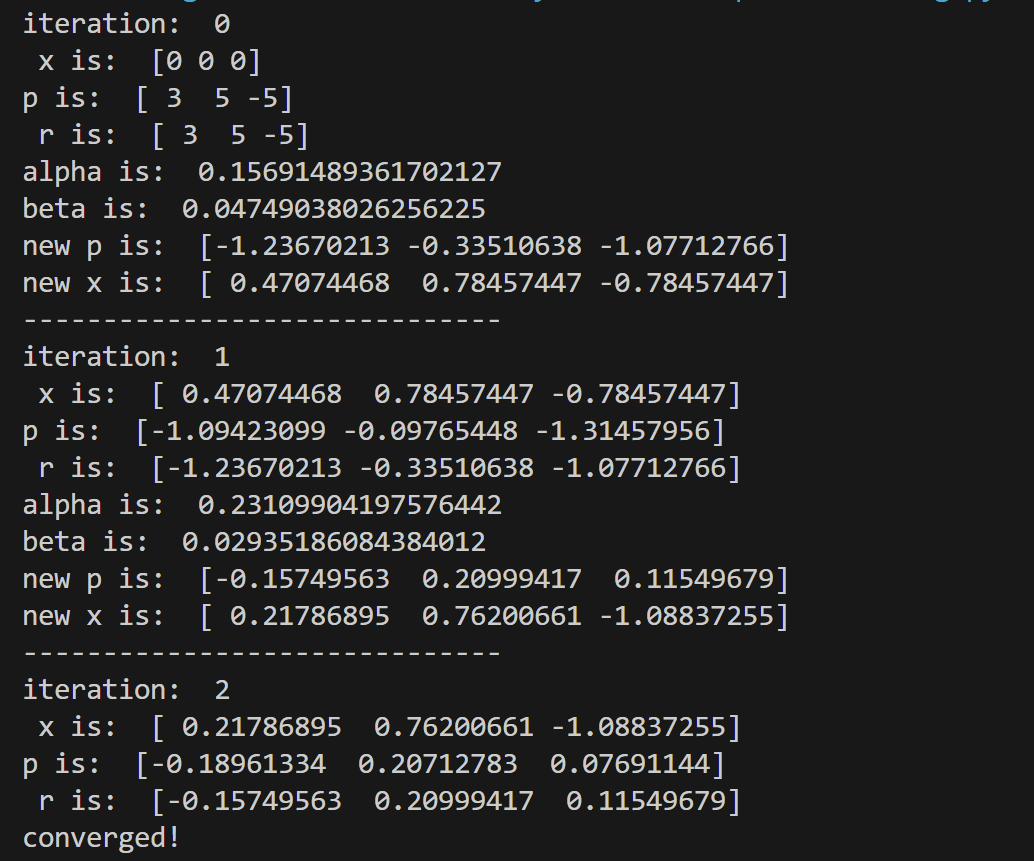 iteration:  0
 x is:  [0 0 0]
p is:  [ 3  5 -5]
 r is:  [ 3  5 -5]
alpha is:  0.15691489361702127
beta is:  0.04749038026256225
new p is:  [-1.23670213 -0.33510638 -1.07712766]
new x is:  [ 0.47074468  0.78457447 -0.78457447]
------------------------------
iteration:  1
 x is:  [ 0.47074468  0.78457447 -0.78457447]
p is:  [-1.09423099 -0.09765448 -1.31457956]
 r is:  [-1.23670213 -0.33510638 -1.07712766]
alpha is:  0.23109904197576442
beta is:  0.02935186084384012
new p is:  [-0.15749563  0.20999417  0.11549679]
new x is:  [ 0.21786895  0.76200661 -1.08837255]
------------------------------
iteration:  2
 x is:  [ 0.21786895  0.76200661 -1.08837255]
p is:  [-0.18961334  0.20712783  0.07691144]
 r is:  [-0.15749563  0.20999417  0.11549679]
converged!